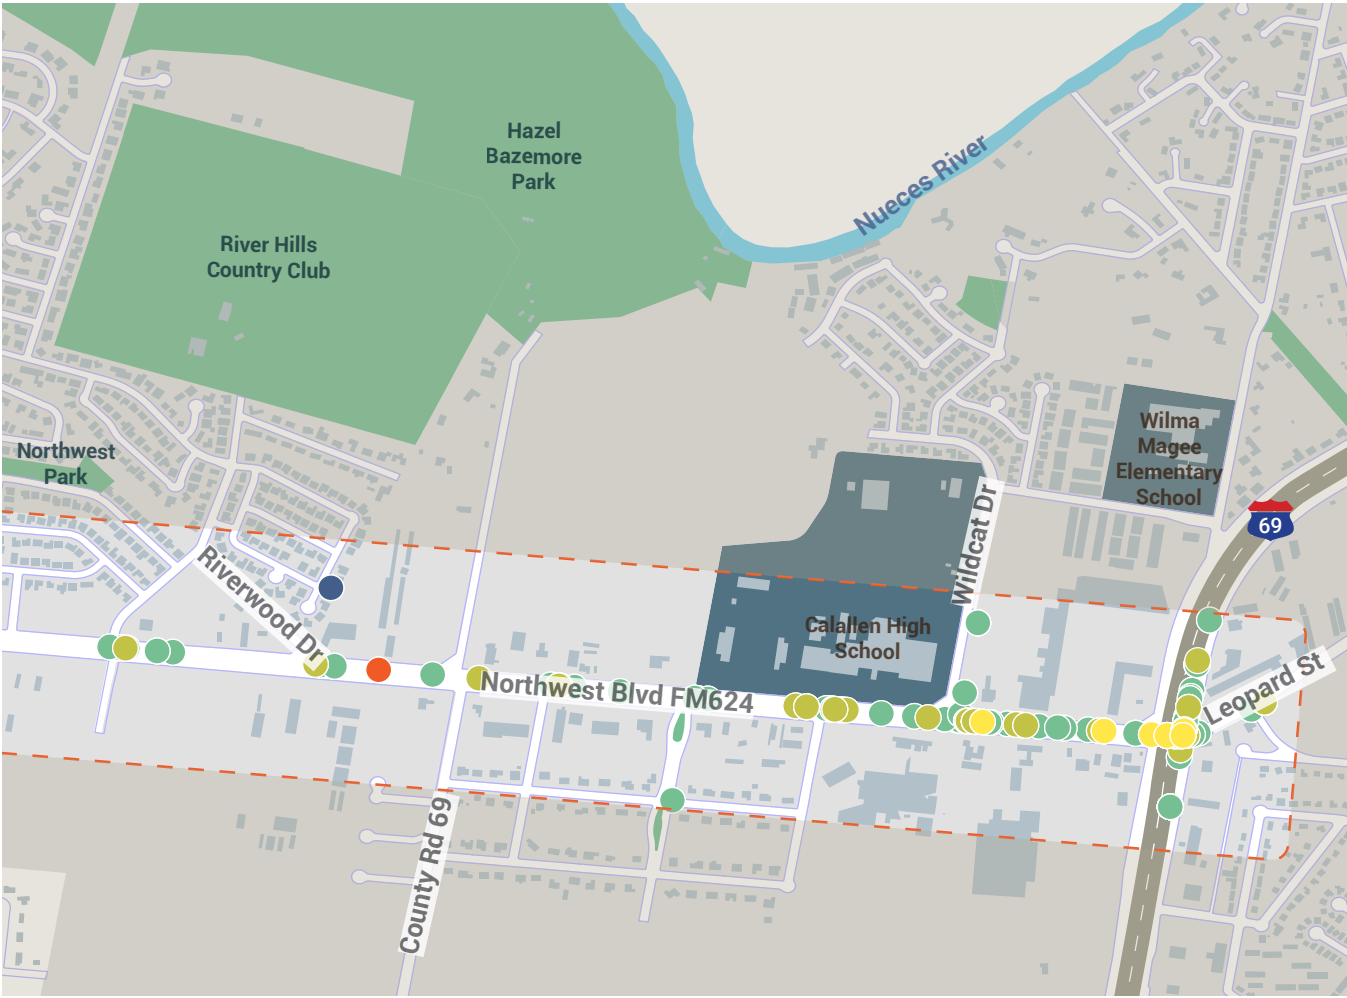 Hazel
Bazemore
Park
Nueces River
River Hills
Country Club
Wilma
Magee
Elementary
School
Northwest
Park
69
Wildcat Dr
Riverwood Dr
Calallen High
School
Leopard St
Northwest Blvd FM624
County Rd 69